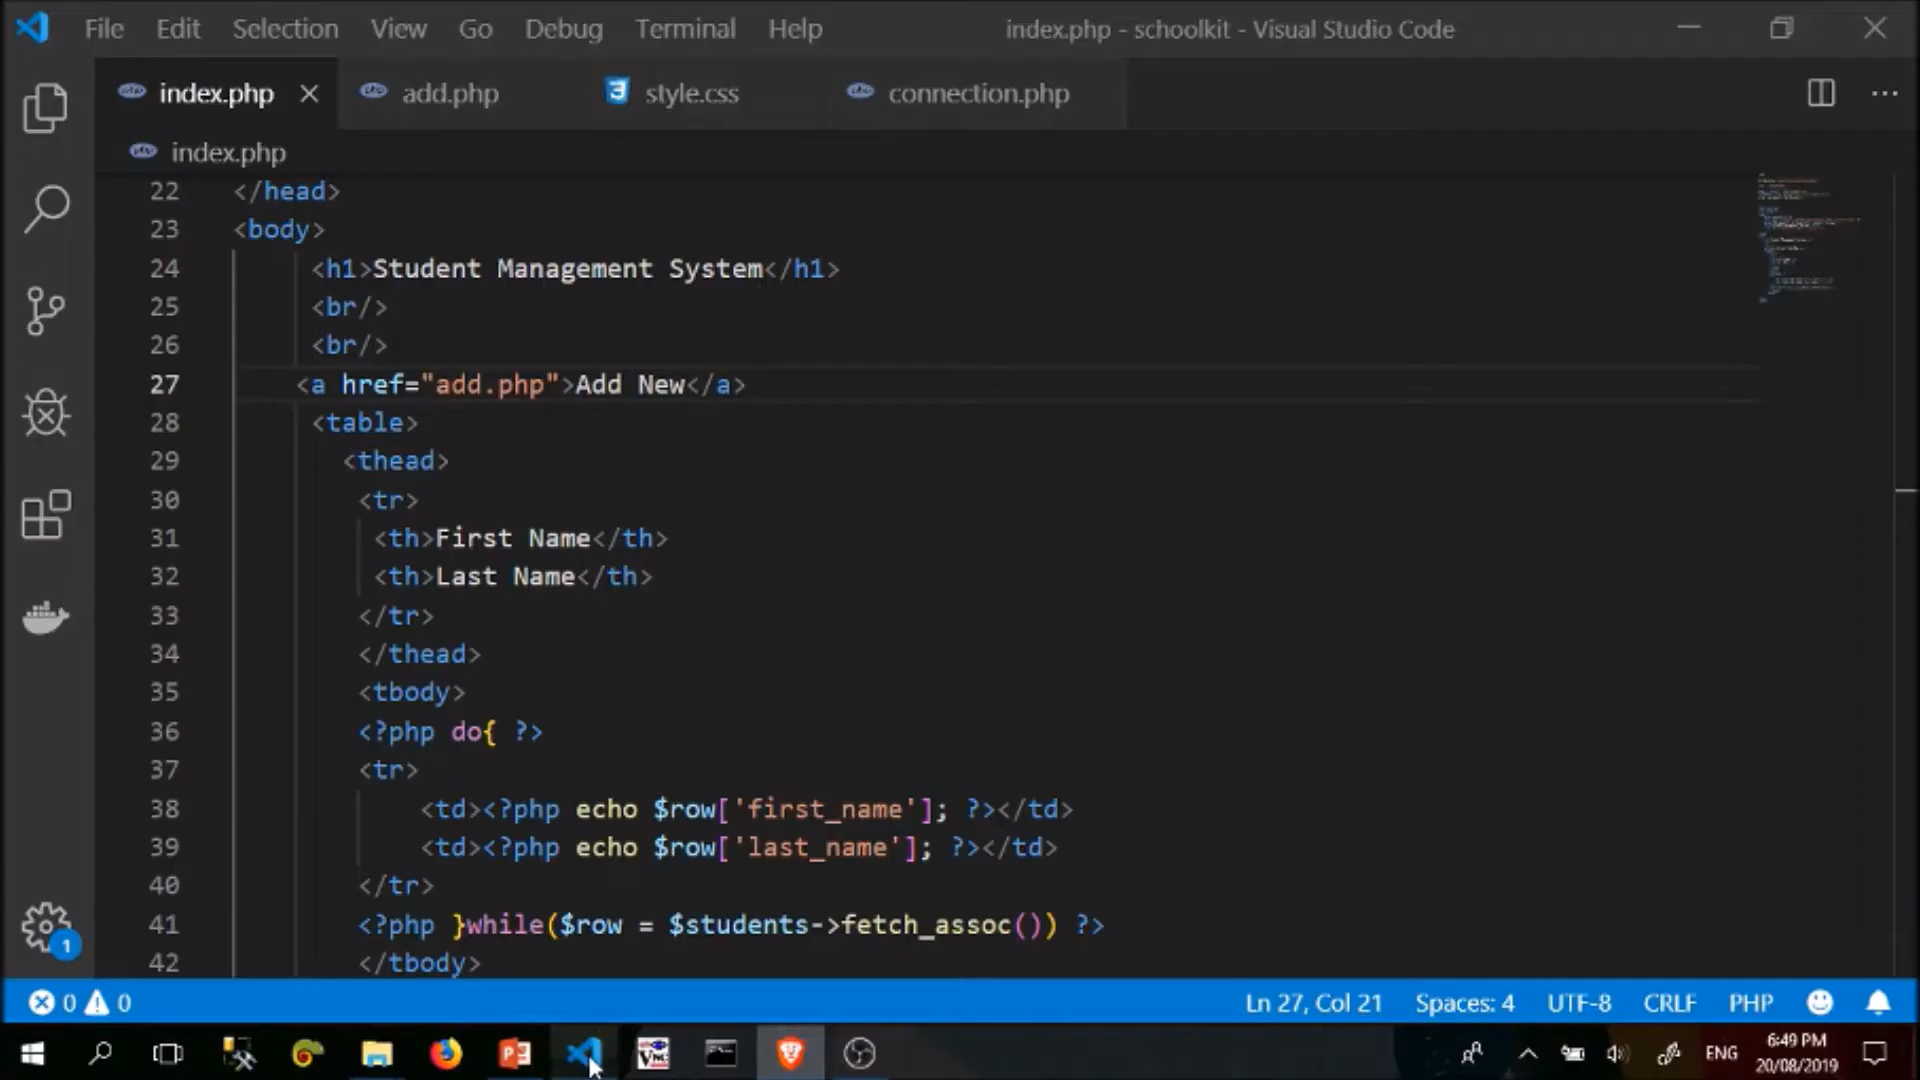 File Edit Selection View Go Debug Terminal Help index.php - schoolkit - Visual Studio Code
index.php add.php style.css connection.php
index.php
22 </head>
23 <body>
24 <h1>Student Management System</h1>
25 <br/>
26 <br/>
27 <a href="add.php">Add New</a>
28 <table>
29 <thead>
30 <tr>
31 <th>First Name</th>
32 <th>Last Name</th>
33 </tr>
34 </thead>
35 <tbody>
36 <?php do{ ?>
37 <tr>
38 <td><?php echo $row['first_name']; ?></td>
39 <td><?php echo $row['last_name']; ?></td>
40 </tr>
41 <?php }while($row = $students->fetch_assoc()) ?>
42 </tbody>
1
0 0 Ln 27, Col 21 Spaces: 4 UTF-8 CRLF PHP
ENG 6:49 PM
20/08/2019